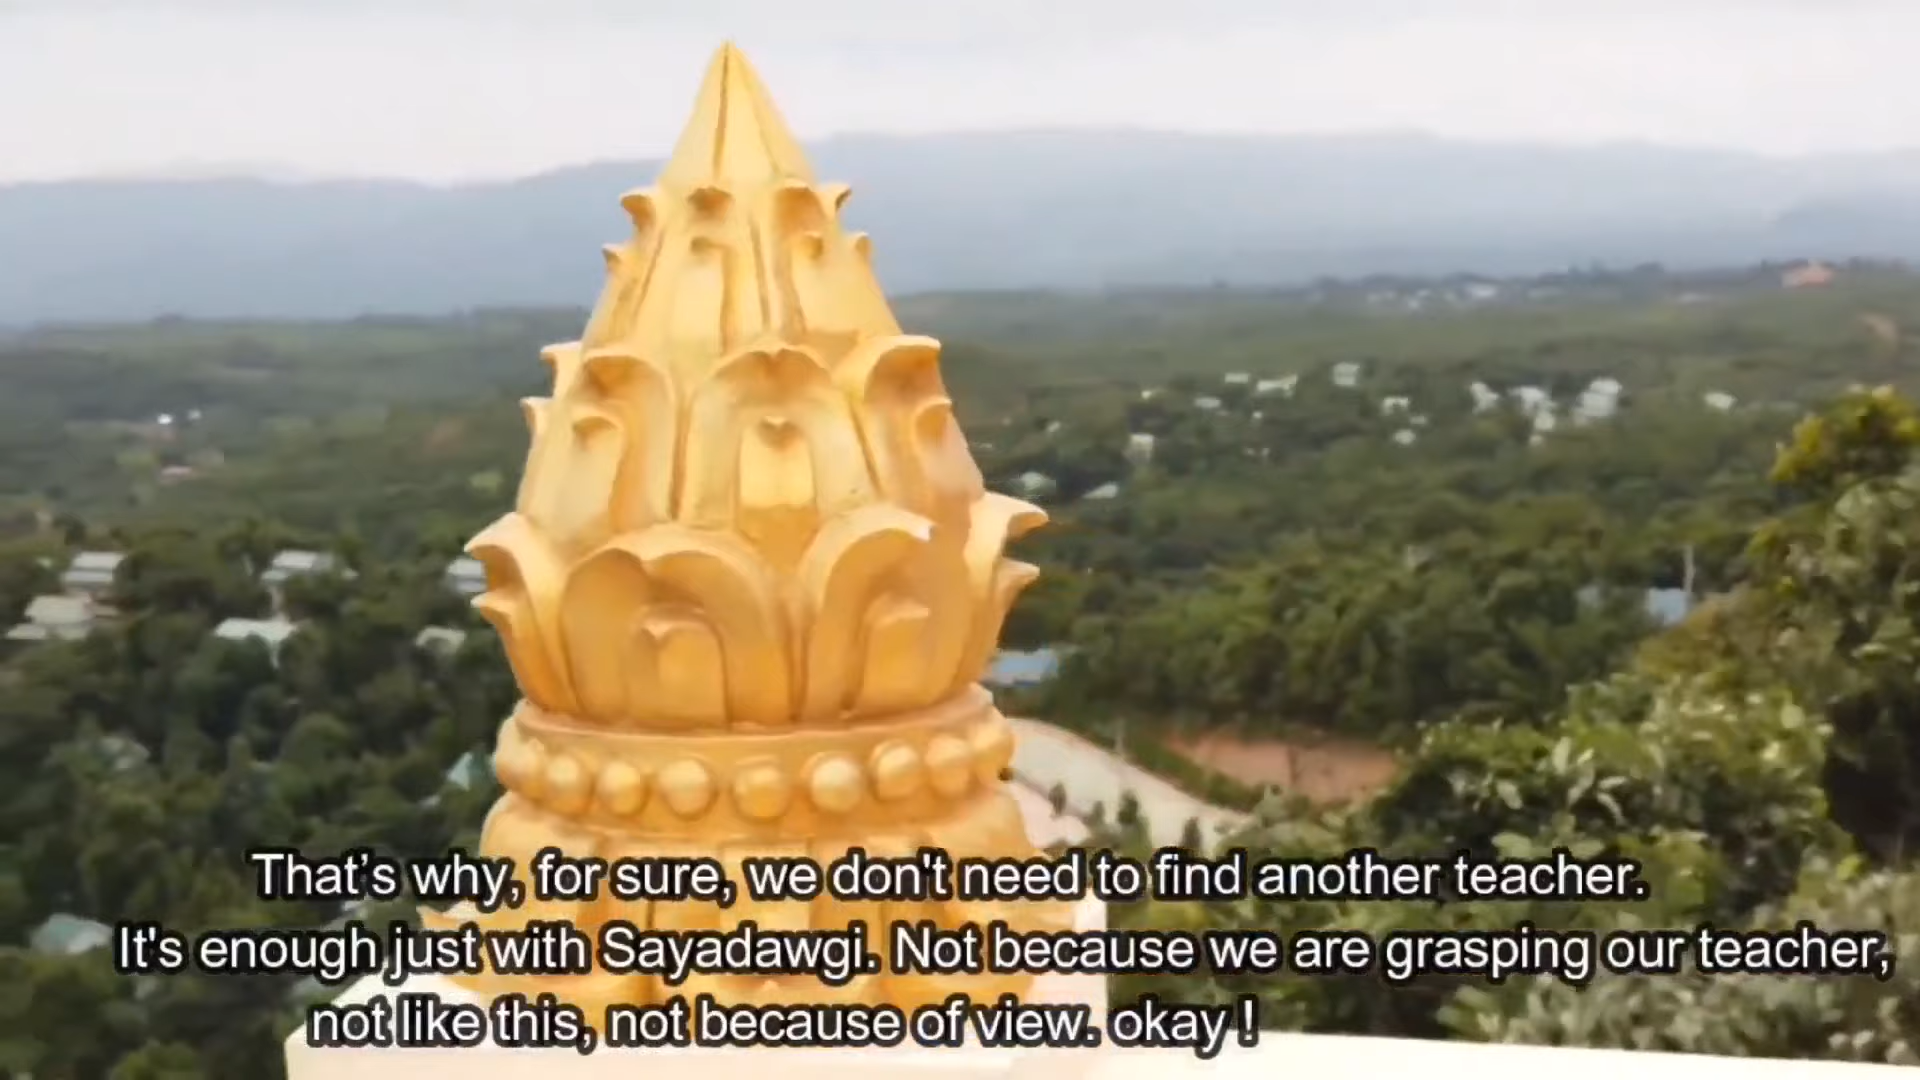 That’s why, for sure, we don't need to find another teacher.
It's enough just with Sayadawgi. Not because we are grasping our teacher,
not like this, not because of view. okay !